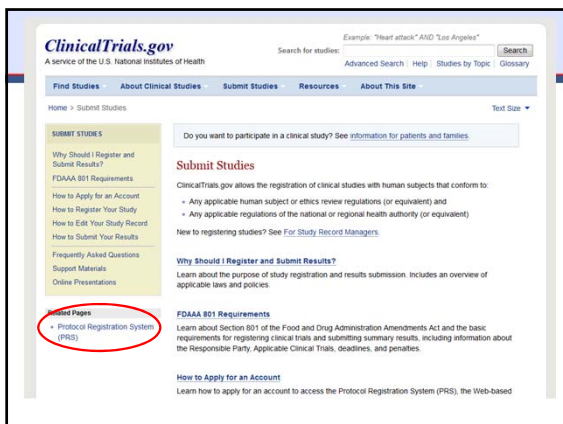 ClinicalTrials.gov
A service of the U.S. National Institutes of Health
Example: "Heart attack" AND "Los Angeles"
Search for studies:
Search
Advanced Search | Help | Studies by Topic | Glossary
Find Studies
About Clinical Studies
Submit Studies
Resources
About This Site
Home > Submit Studies
Text Size
SUBMIT STUDIES
Why Should I Register and
Submit Results?
FDAAA 801 Requirements
How to Apply for an Account
How to Register Your Study
How to Edit Your Study Record
How to Submit Your Results
Frequently Asked Questions
Support Materials
Online Presentations
Related Pages
Protocol Registration System
(PRS)
Do you want to participate in a clinical study? See information for patients and families.
Submit Studies
ClinicalTrials.gov allows the registration of clinical studies with human subjects that conform to:
Any applicable human subject or ethics review regulations (or equivalent) and
Any applicable regulations of the national or regional health authority (or equivalent)
New to registering studies? See For Study Record Managers.
Why Should I Register and Submit Results?
Learn about the purpose of study registration and results submission. Includes an overview of
applicable laws and policies.
FDAAA 801 Requirements
Learn about Section 801 of the Food and Drug Administration Amendments Act and the basic
requirements for registering clinical trials and submitting summary results, including information about
the Responsible Party, Applicable Clinical Trials, deadlines, and penalties.
How to Apply for an Account
Learn how to apply for an account to access the Protocol Registration System (PRS), the Web-based